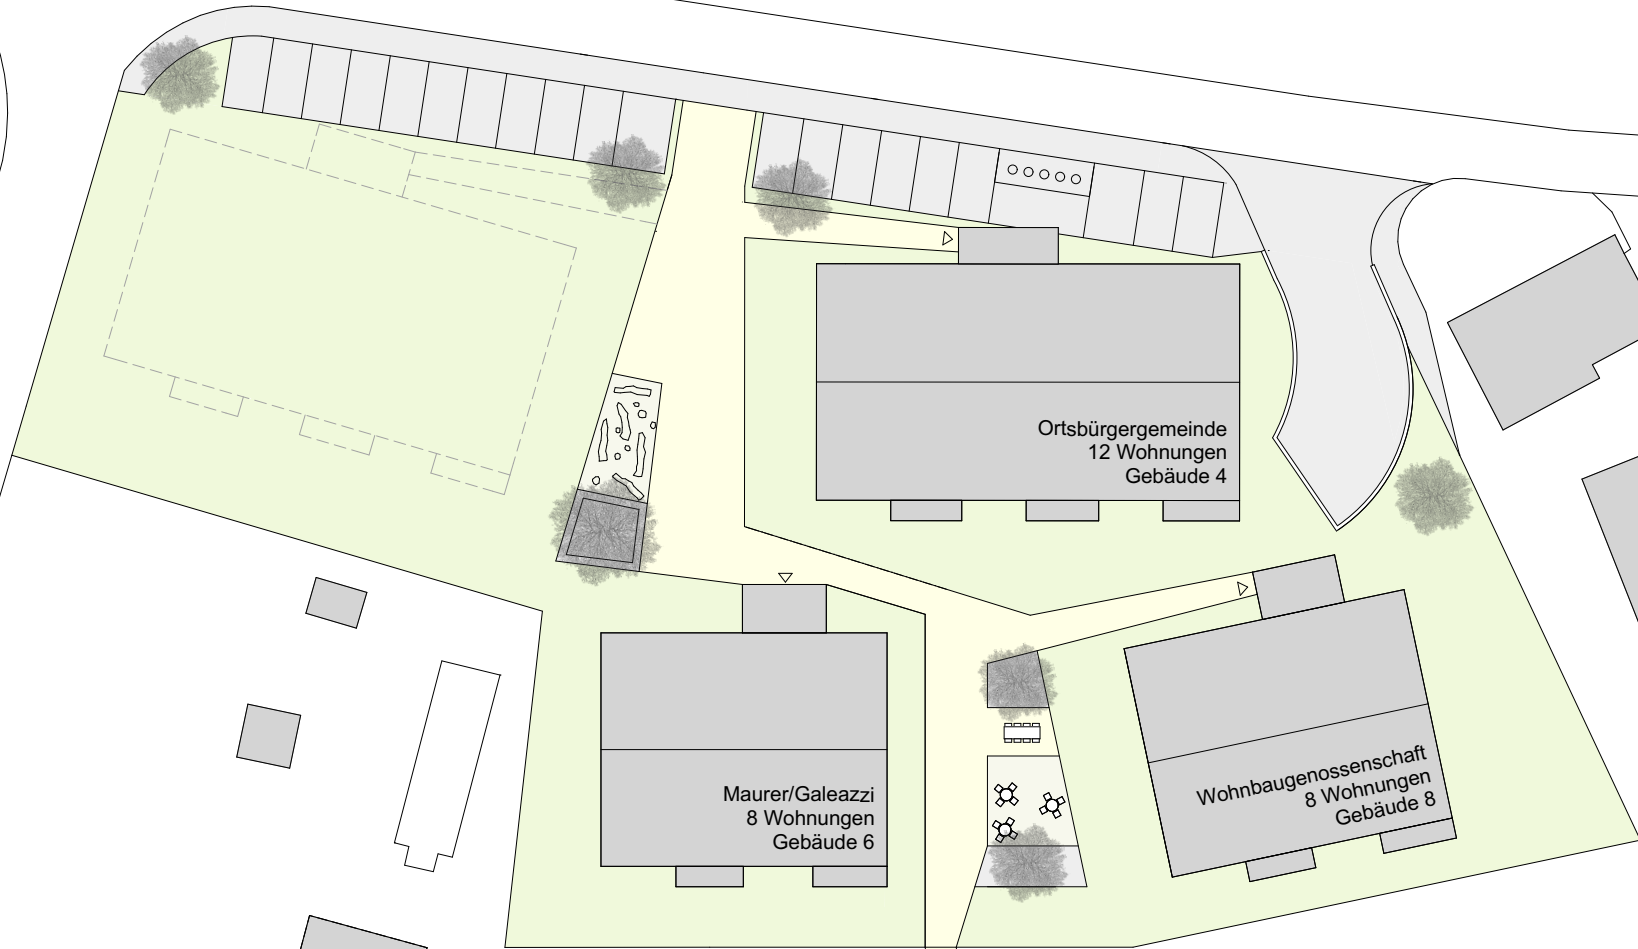 Ortsbürgergemeinde
12 Wohnungen
Gebäude 4
Maurer/Galeazzi
8 Wohnungen
Gebäude 6
Wohnbaugenossenschaft
8 Wohnungen
Gebäude 8